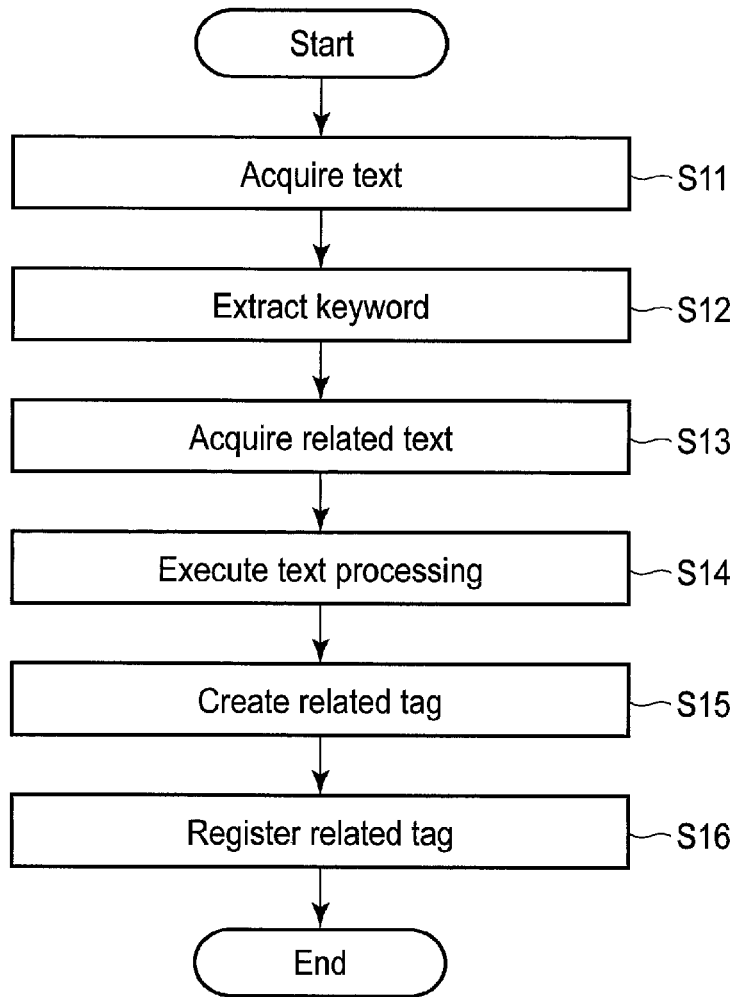 Start
Acquire text
S11
Extract keyword
S12
Acquire related text
S13
Execute text processing
S14
Create related tag
S15
Register related tag
S16
End